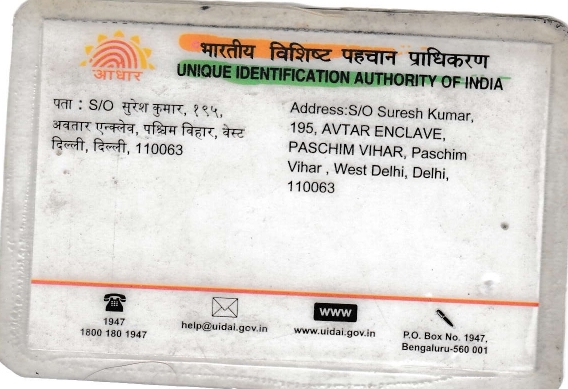 भारतीय विशिष्ट पहचान प्राधिकरण
UNIQUE IDENTIFICATION AUTHORITY OF INDIA
आधार
पता : S/O सुरेश कुमार, १९५,
अवतार एन्क्लेव, पश्चिम विहार, वेस्ट
दिल्ली, दिल्ली, 110063
Address:S/O Suresh Kumar,
195, AVTAR ENCLAVE,
PASCHIM VIHAR, Paschim
Vihar , West Delhi, Delhi,
110063
1947
1800 180 1947
help@uidai.gov.in
www
www.uidai.gov.in
P.O. Box No. 1947,
Bengaluru-560 001